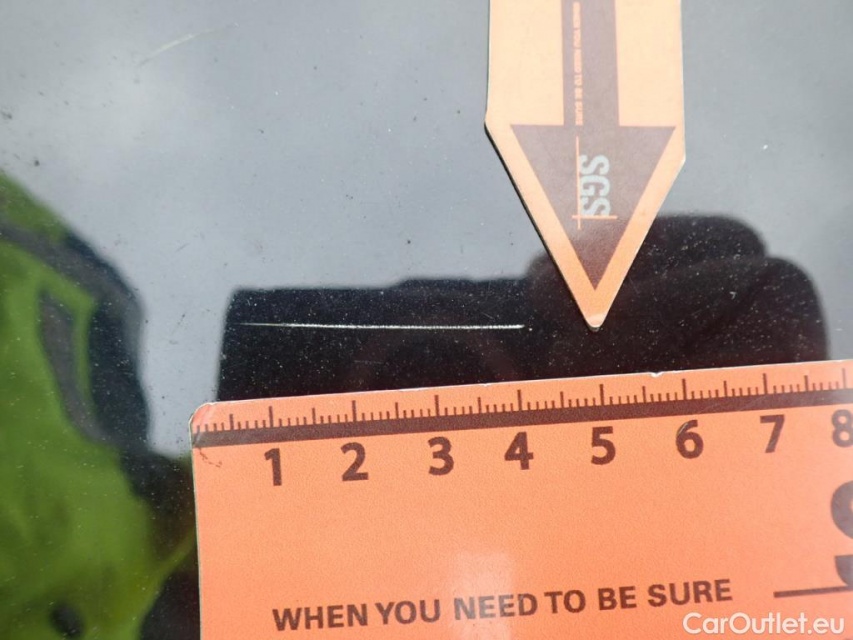 WHEN YOU NEED TO BE SURE
SGS
1 2 3 4 5 6 7 8
WHEN YOU NEED TO BE SURE
CarOutlet.eu